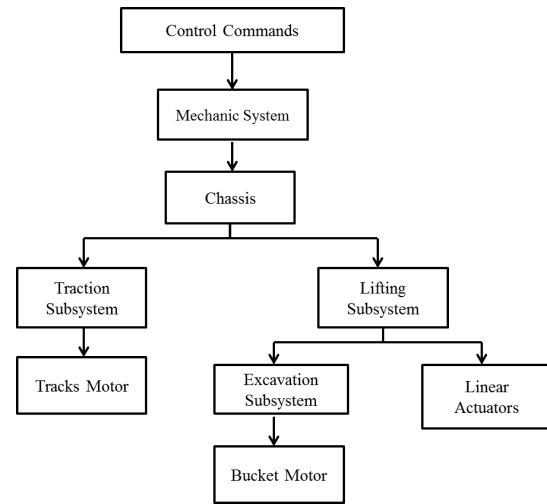 Control Commands
Mechanic System
Chassis
Traction
Subsystem
Lifting
Subsystem
Tracks Motor
Excavation
Subsystem
Linear
Actuators
Bucket Motor